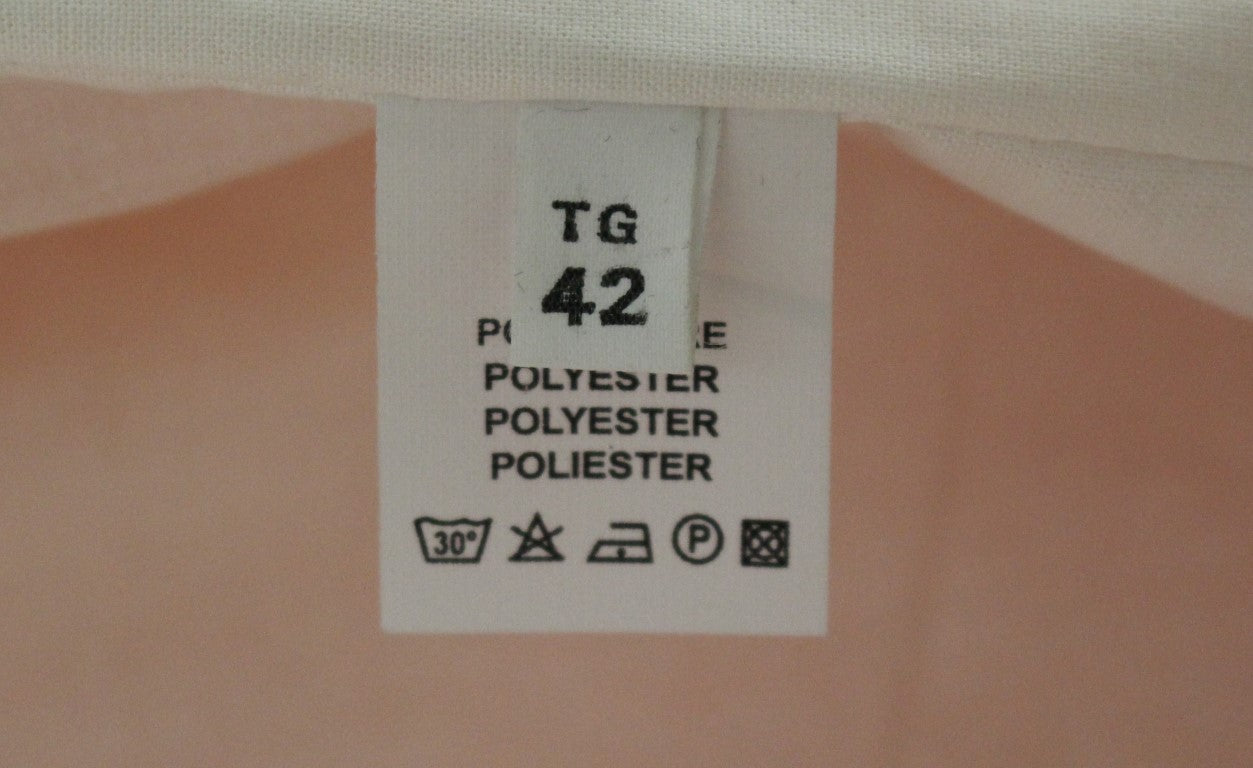 TG
42
POLYESTER
POLYESTER
POLIESTER
30°
P